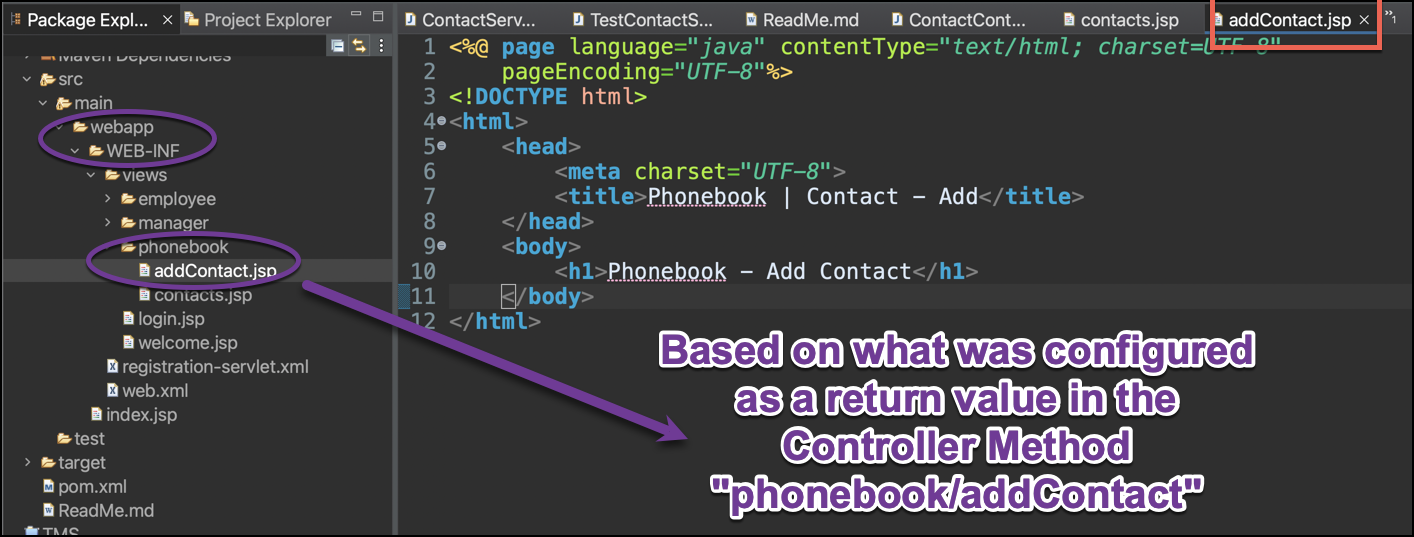 Package Expl... Project Explorer
Maven Dependencies
src
main
webapp
WEB-INF
views
employee
manager
phonebook
addContact.jsp
contacts.jsp
login.jsp
welcome.jsp
registration-servlet.xml
web.xml
index.jsp
test
target
pom.xml
ReadMe.md
TMS
ContactServ... TestContactS... ReadMe.md ContactCont... contacts.jsp addContact.jsp "1
1 <%@ page language="java" contentType="text/html; charset=UTF-8"
2 pageEncoding="UTF-8"%>
3 <!DOCTYPE html>
4 <html>
5 <head>
6 <meta charset="UTF-8">
7 <title>Phonebook | Contact - Add</title>
8 </head>
9 <body>
10 <h1>Phonebook - Add Contact</h1>
11 </body>
12 </html>
Based on what was configured
as a return value in the
Controller Method
"phonebook/addContact"